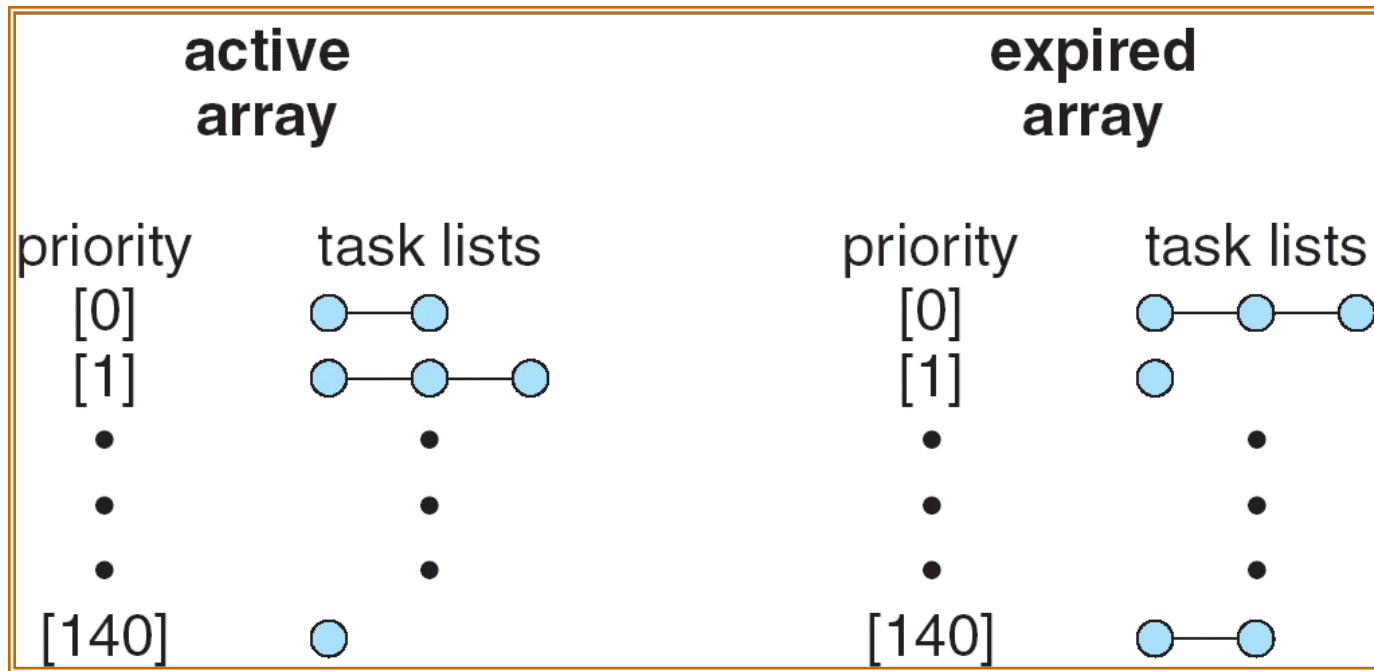 active
array
priority task lists
[0]
[1]
[140]
expired
array
priority task lists
[0]
[1]
[140]